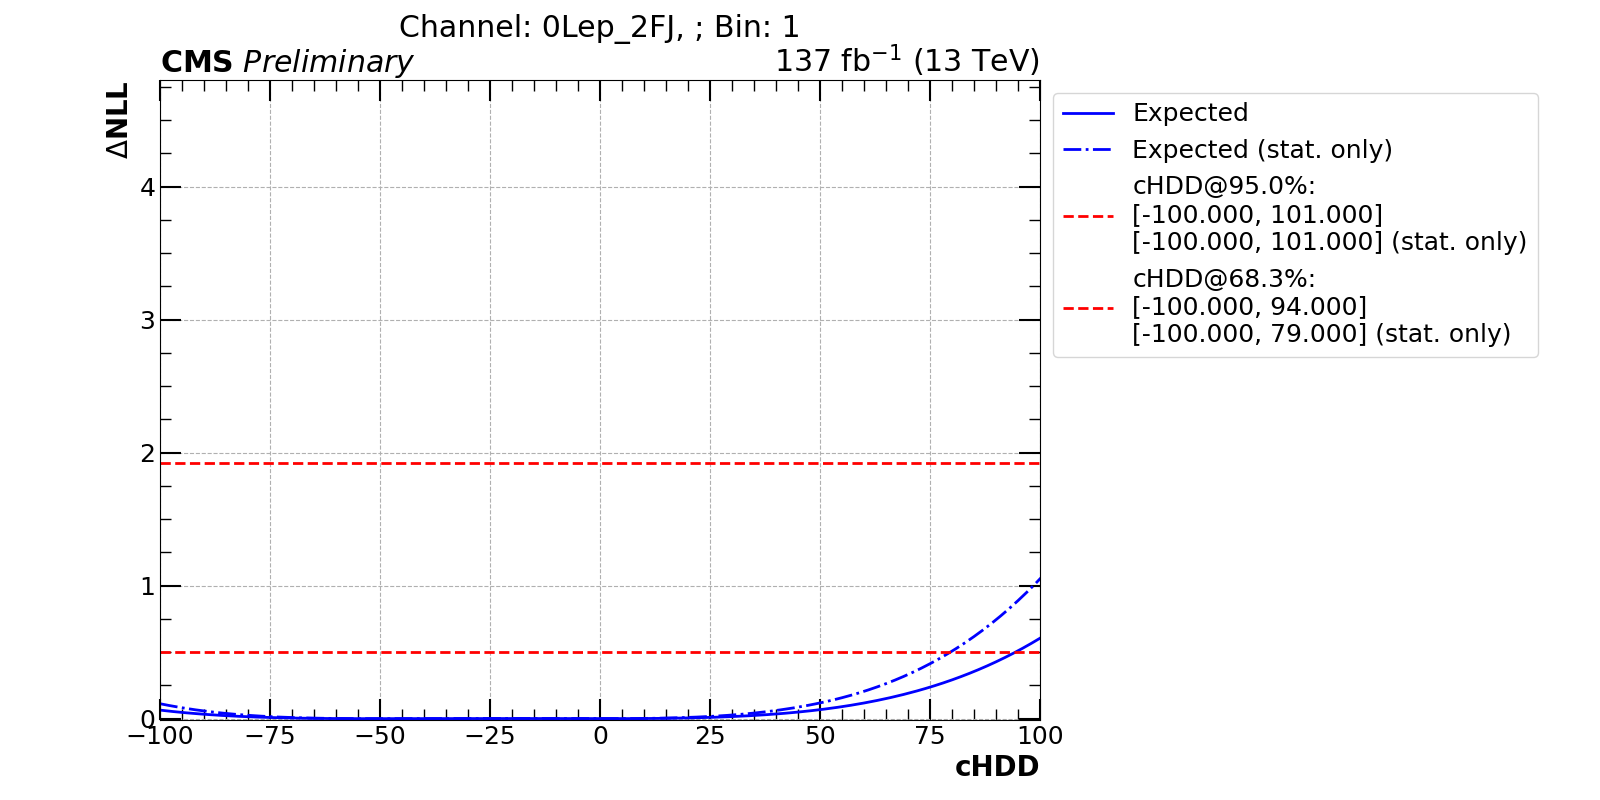 Channel: 0Lep_2FJ, ; Bin: 1
CMS Preliminary 137 fb⁻¹ (13 TeV)
ΔNLL
4
3
2
1
0
−100 −75 −50 −25 0 25 50 75 100
cHDD
Expected
Expected (stat. only)
cHDD@95.0%:
[-100.000, 101.000]
[-100.000, 101.000] (stat. only)
cHDD@68.3%:
[-100.000, 94.000]
[-100.000, 79.000] (stat. only)